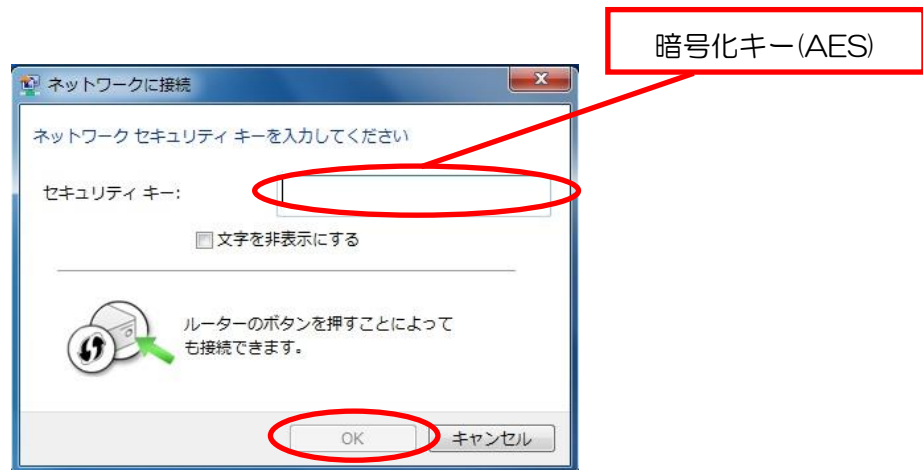 暗号化キー(AES)
ネットワークに接続
ネットワーク セキュリティ キーを入力してください
セキュリティ キー:
文字を非表示にする
ルーターのボタンを押すことによって
も接続できます。
OK キャンセル